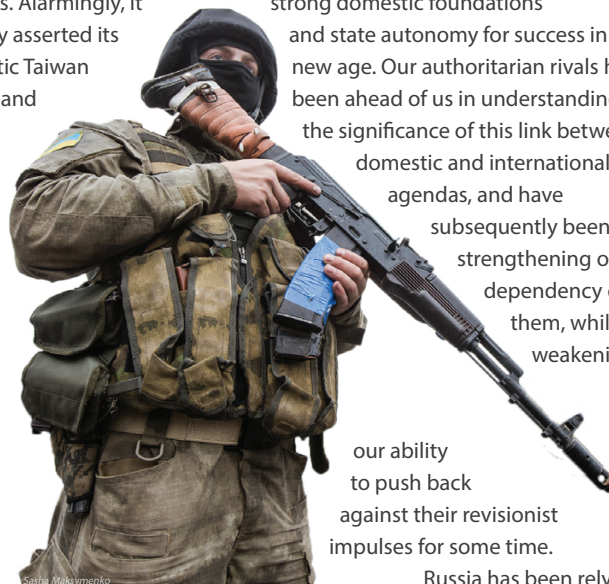 s. Alarmingly, it
y asserted its
tic Taiwan
and
strong domestic foundations
and state autonomy for success in
new age. Our authoritarian rivals h
been ahead of us in understanding
the significance of this link betwe
domestic and international
agendas, and have
subsequently been
strengthening o
dependency o
them, whil
weakeni
our ability
to push back
against their revisionist
impulses for some time.
Russia has been rely
Sasha Maksymenko